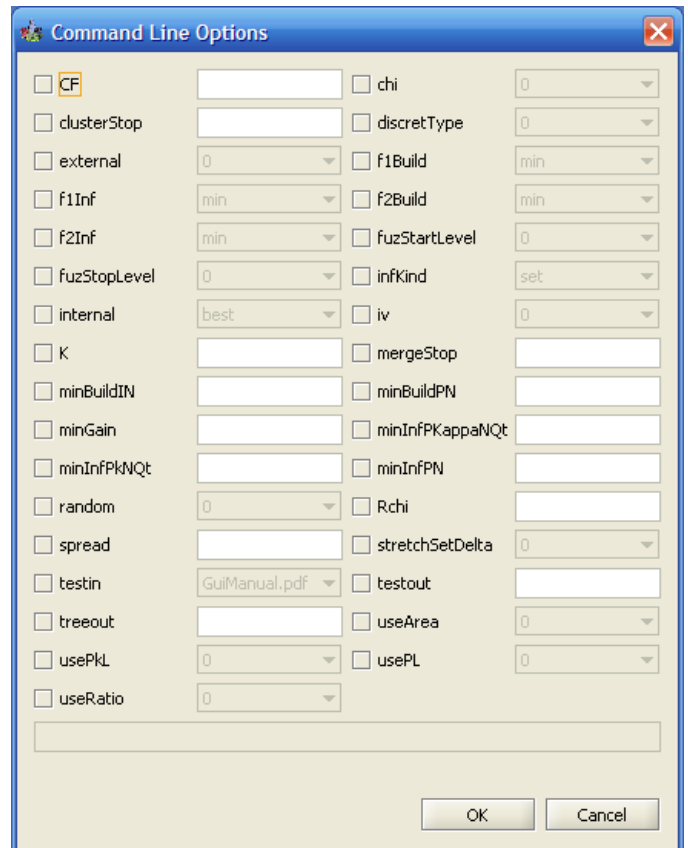 Command Line Options
CF chi 0
clusterStop discretType 0
external 0 f1Build min
f1Inf min f2Build min
f2Inf min fuzStartLevel 0
fuzStopLevel 0 infKind set
internal best iv 0
K mergeStop
minBuildIN minBuildPN
minGain minInfPKappaNQt
minInfPkNQt minInfPN
random 0 Rchi
spread stretchSetDelta 0
testin GuiManual.pdf testout
treeout useArea 0
usePkL 0 usePL 0
useRatio 0
OK Cancel